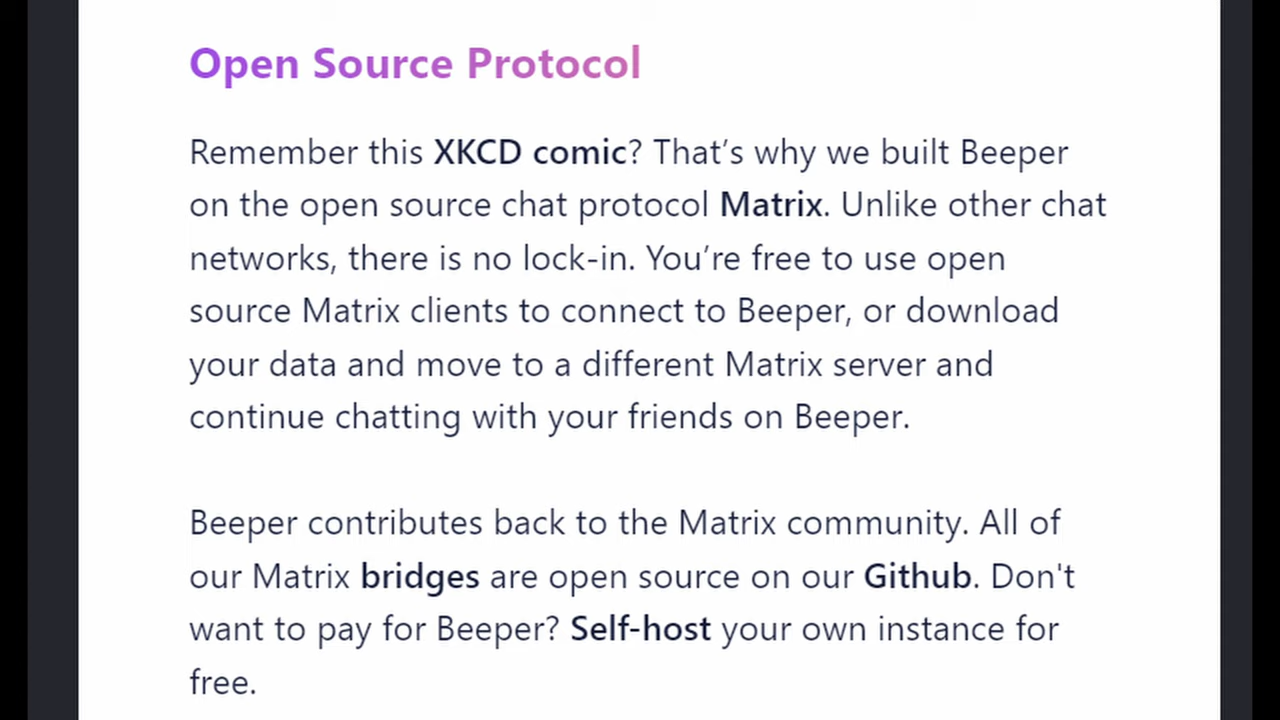 Open Source Protocol
Remember this XKCD comic? That’s why we built Beeper
on the open source chat protocol Matrix. Unlike other chat
networks, there is no lock-in. You’re free to use open
source Matrix clients to connect to Beeper, or download
your data and move to a different Matrix server and
continue chatting with your friends on Beeper.
Beeper contributes back to the Matrix community. All of
our Matrix bridges are open source on our Github. Don't
want to pay for Beeper? Self-host your own instance for
free.